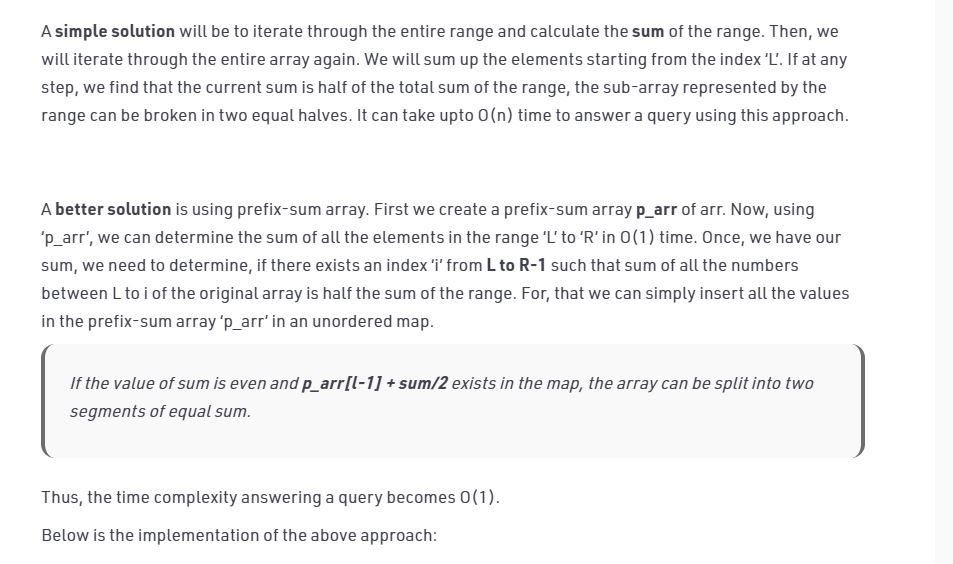 A simple solution will be to iterate through the entire range and calculate the sum of the range. Then, we
will iterate through the entire array again. We will sum up the elements starting from the index ‘L’. If at any
step, we find that the current sum is half of the total sum of the range, the sub-array represented by the
range can be broken in two equal halves. It can take upto O(n) time to answer a query using this approach.
A better solution is using prefix-sum array. First we create a prefix-sum array p_arr of arr. Now, using
‘p_arr’, we can determine the sum of all the elements in the range ‘L’ to ‘R’ in O(1) time. Once, we have our
sum, we need to determine, if there exists an index ‘i’ from L to R-1 such that sum of all the numbers
between L to i of the original array is half the sum of the range. For, that we can simply insert all the values
in the prefix-sum array ‘p_arr’ in an unordered map.
If the value of sum is even and p_arr[l-1] + sum/2 exists in the map, the array can be split into two
segments of equal sum.
Thus, the time complexity answering a query becomes O(1).
Below is the implementation of the above approach: